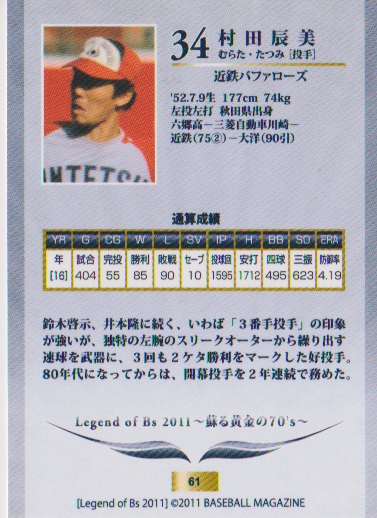 34 村田辰美
むらた・たつみ [投手]
近鉄バファローズ
'52.7.9生 177cm 74kg
左投左打 秋田県出身
六郷高－三菱自動車川崎－
近鉄(75②)－大洋(90引)
INTETS
通算成績
YR G CG W L SV IP H BB SO ERA
年 試合 完投 勝利 敗戦 セーブ 投球回 安打 四球 三振 防御率
[16] 404 55 85 90 10 1595 1712 495 623 4.19
鈴木啓示、井本隆に続く、いわば「３番手投手」の印象
が強いが、独特の左腕のスリークオーターから繰り出す
速球を武器に、３回も２ケタ勝利をマークした好投手。
80年代になってからは、開幕投手を２年連続で務めた。
Legend of Bs 2011～蘇る黄金の70's～
61
[Legend of Bs 2011] ©2011 BASEBALL MAGAZINE